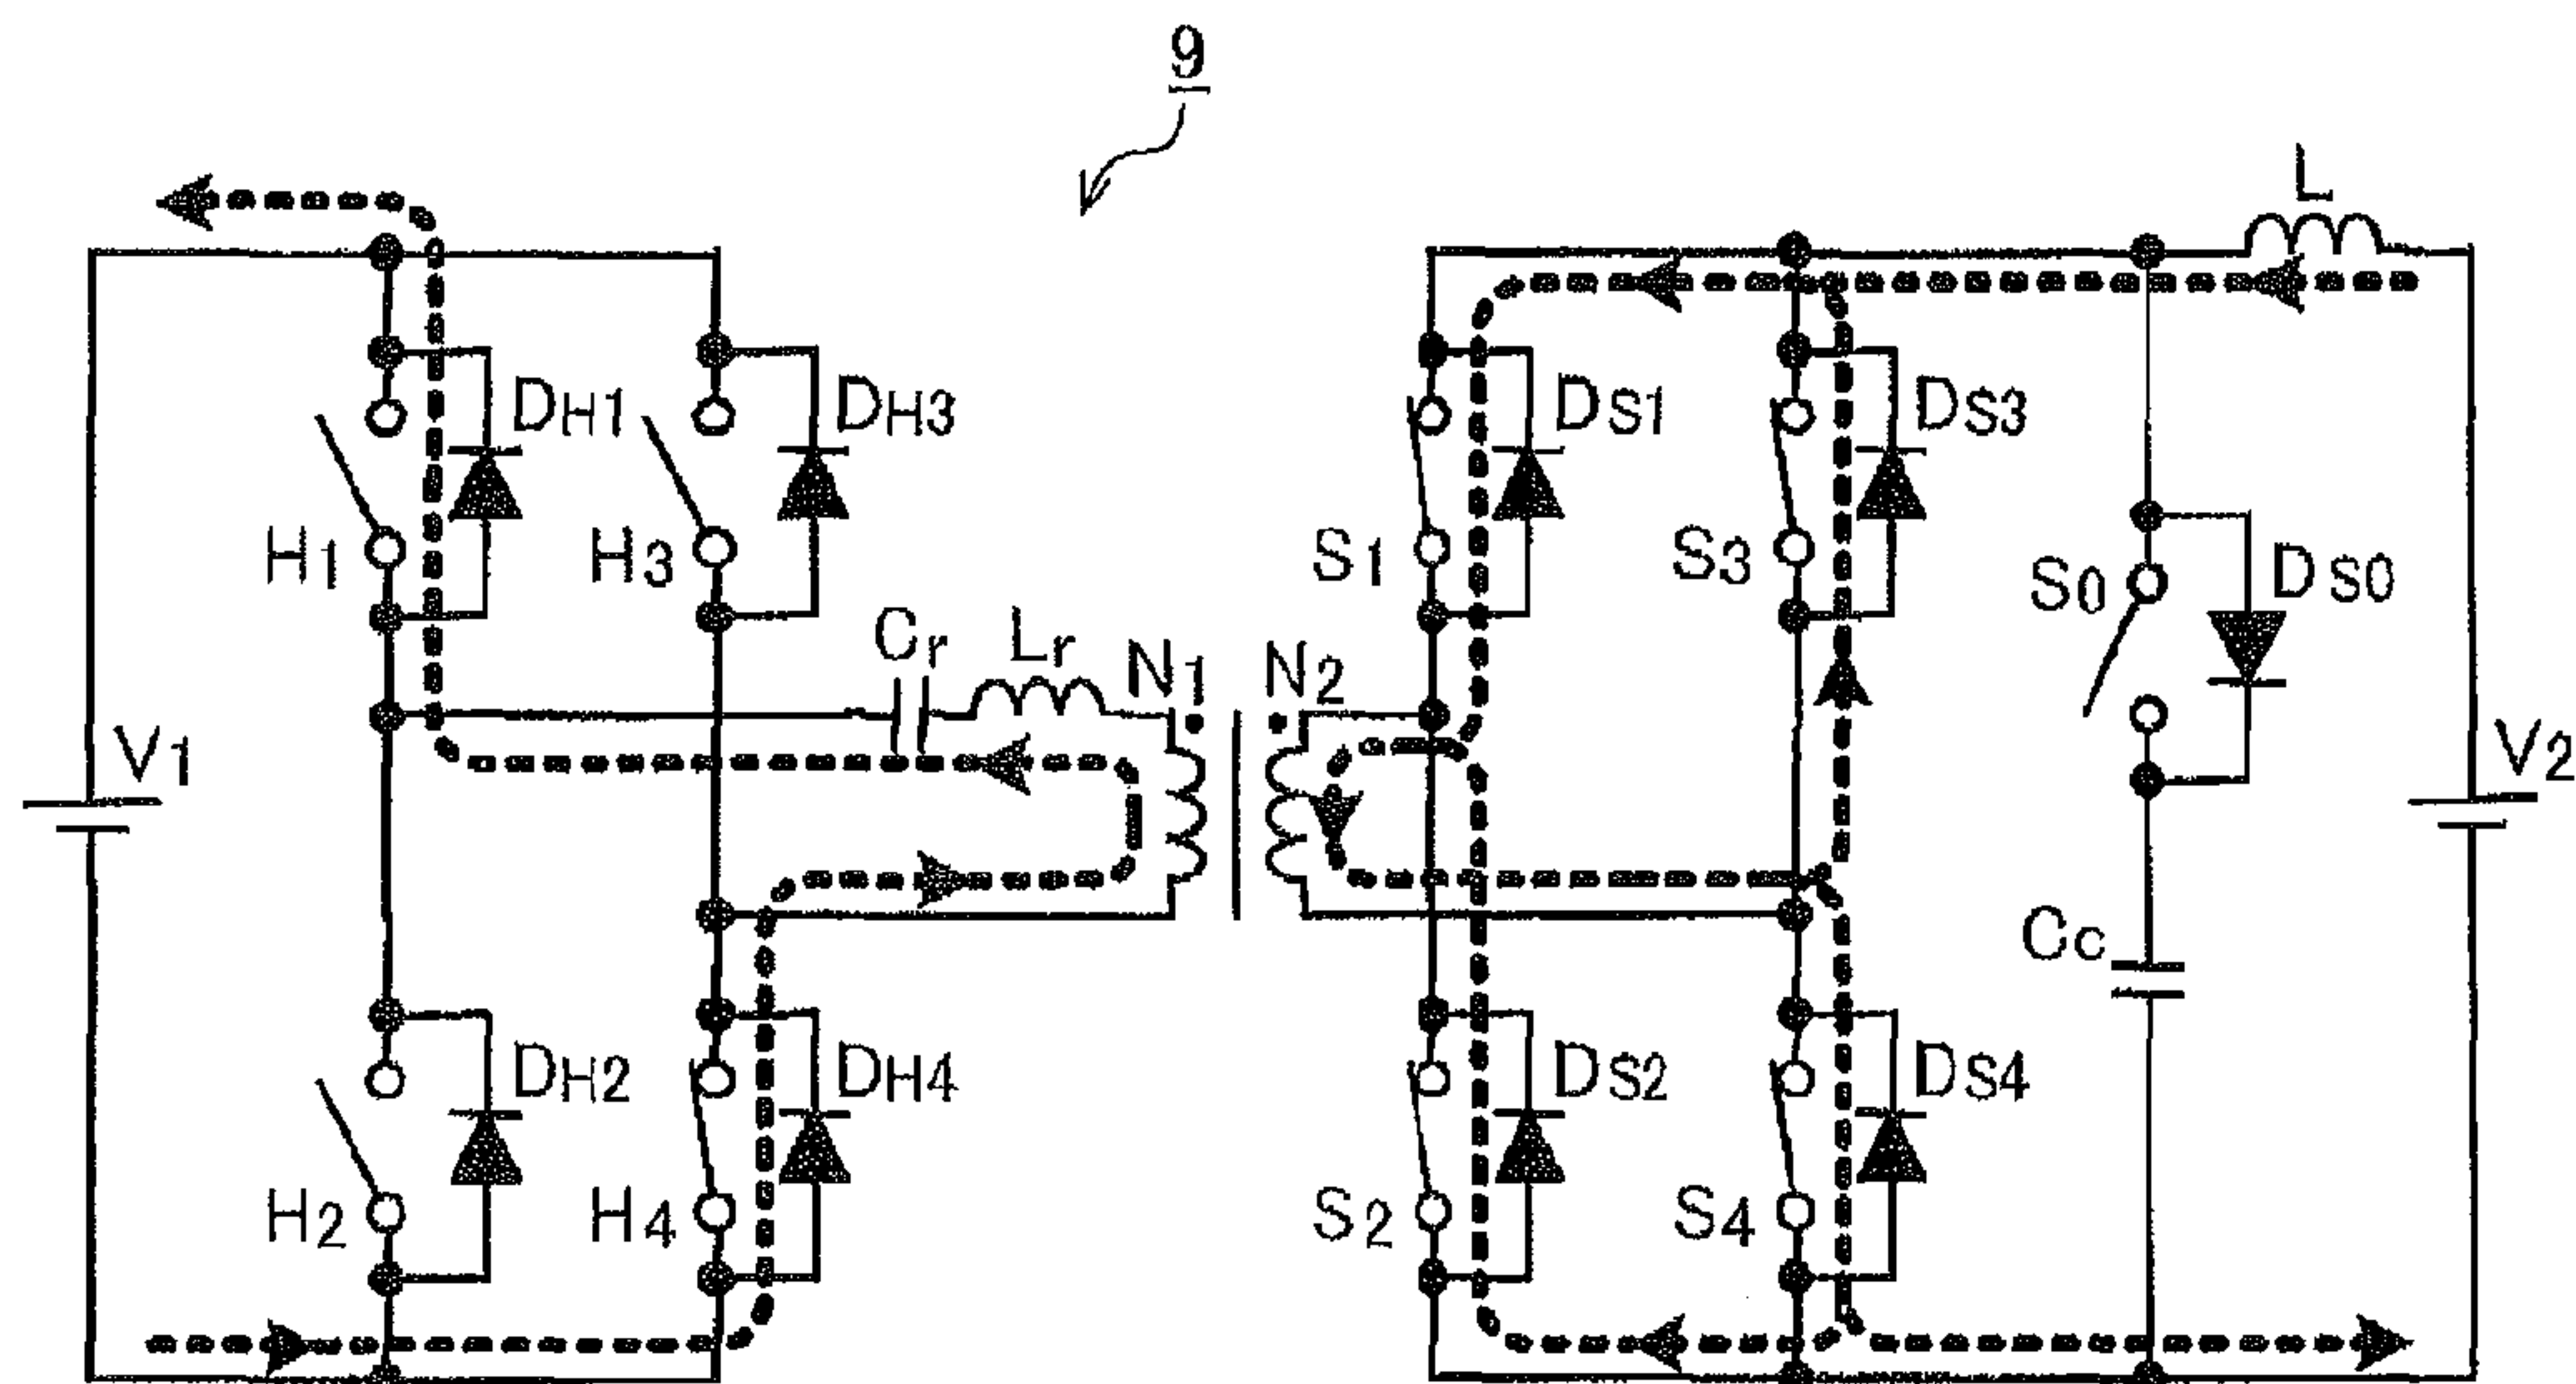 9
L
DH1
DH3
DS1
DS3
H1
H3
S1
S3
S0
DS0
Cr
Lr
N1
N2
V1
V2
Cc
DH2
DH4
DS2
DS4
H2
H4
S2
S4